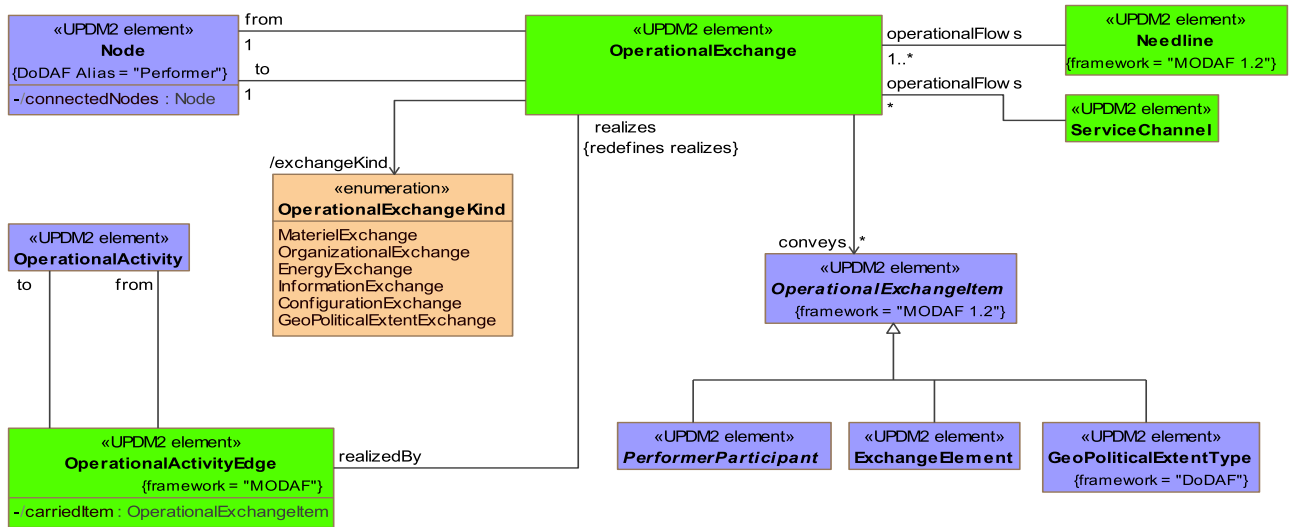 «UPDM2 element»
Node
{DoDAF Alias = "Performer"}
-/connectedNodes : Node
from
1
to
1
«UPDM2 element»
OperationalExchange
operationalFlows
1..*
operationalFlows
*
«UPDM2 element»
Needline
{framework = "MODAF 1.2"}
«UPDM2 element»
ServiceChannel
realizes
{redefines realizes}
/exchangeKind
«enumeration»
OperationalExchangeKind
MaterielExchange
OrganizationalExchange
EnergyExchange
InformationExchange
ConfigurationExchange
GeoPoliticalExtentExchange
«UPDM2 element»
OperationalActivity
to
from
conveys
*
«UPDM2 element»
OperationalExchangeItem
{framework = "MODAF 1.2"}
«UPDM2 element»
PerformerParticipant
«UPDM2 element»
ExchangeElement
«UPDM2 element»
GeoPoliticalExtentType
{framework = "DoDAF"}
«UPDM2 element»
OperationalActivityEdge
{framework = "MODAF"}
-/carriedItem : OperationalExchangeItem
realizedBy